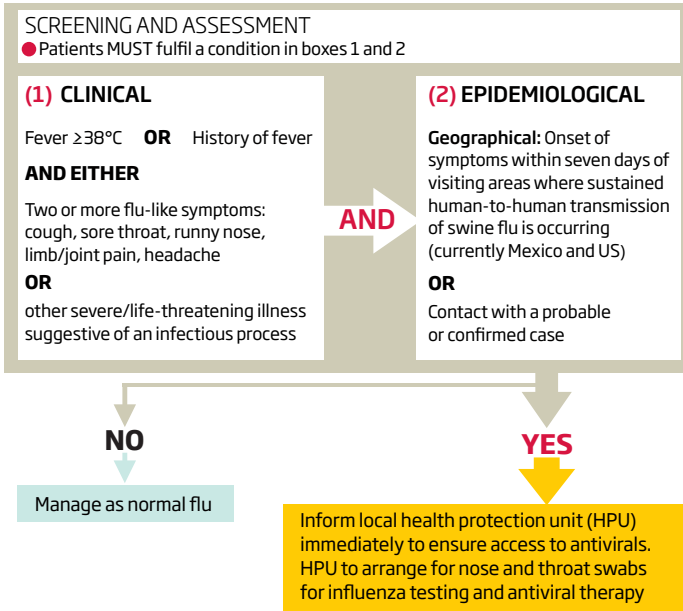 SCREENING AND ASSESSMENT
● Patients MUST fulfil a condition in boxes 1 and 2
(1) CLINICAL
Fever ≥38°C OR History of fever
AND EITHER
Two or more flu-like symptoms:
cough, sore throat, runny nose,
limb/joint pain, headache
OR
other severe/life-threatening illness
suggestive of an infectious process
AND
(2) EPIDEMIOLOGICAL
Geographical: Onset of
symptoms within seven days of
visiting areas where sustained
human-to-human transmission
of swine flu is occurring
(currently Mexico and US)
OR
Contact with a probable
or confirmed case
NO
Manage as normal flu
YES
Inform local health protection unit (HPU)
immediately to ensure access to antivirals.
HPU to arrange for nose and throat swabs
for influenza testing and antiviral therapy